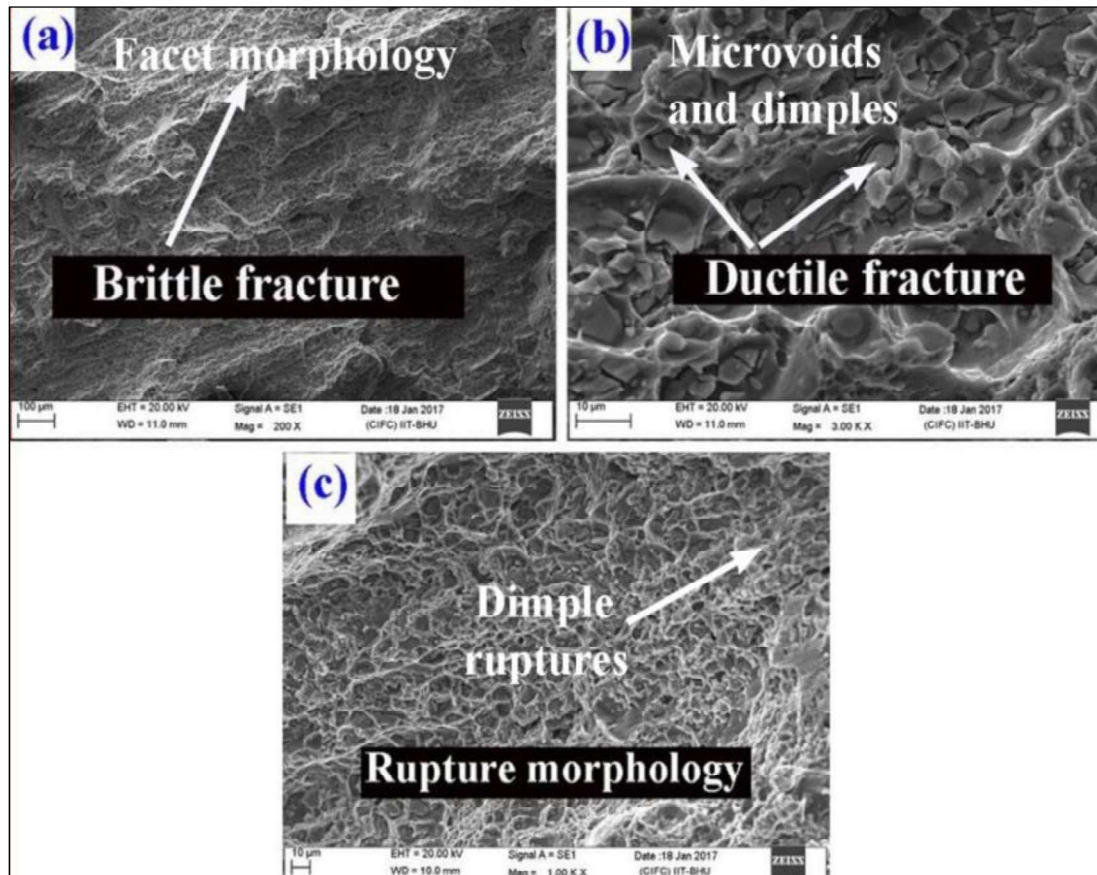 (a)
Facet morphology
Brittle fracture
100 µm
EHT = 20.00 kV
WD = 11.0 mm
Signal A = SE1
Mag = 200 X
Date :18 Jan 2017
(CIFC) IIT-BHU
ZEISS
(b)
Microvoids
and dimples
Ductile fracture
10 µm
EHT = 20.00 kV
WD = 11.0 mm
Signal A = SE1
Mag = 3.00 K X
Date :18 Jan 2017
(CIFC) IIT-BHU
ZEISS
(c)
Dimple
ruptures
Rupture morphology
10 µm
EHT = 20.00 kV
WD = 10.0 mm
Signal A = SE1
Mag = 1.00 K X
Date :18 Jan 2017
(CIFC) IIT-BHU
ZEISS